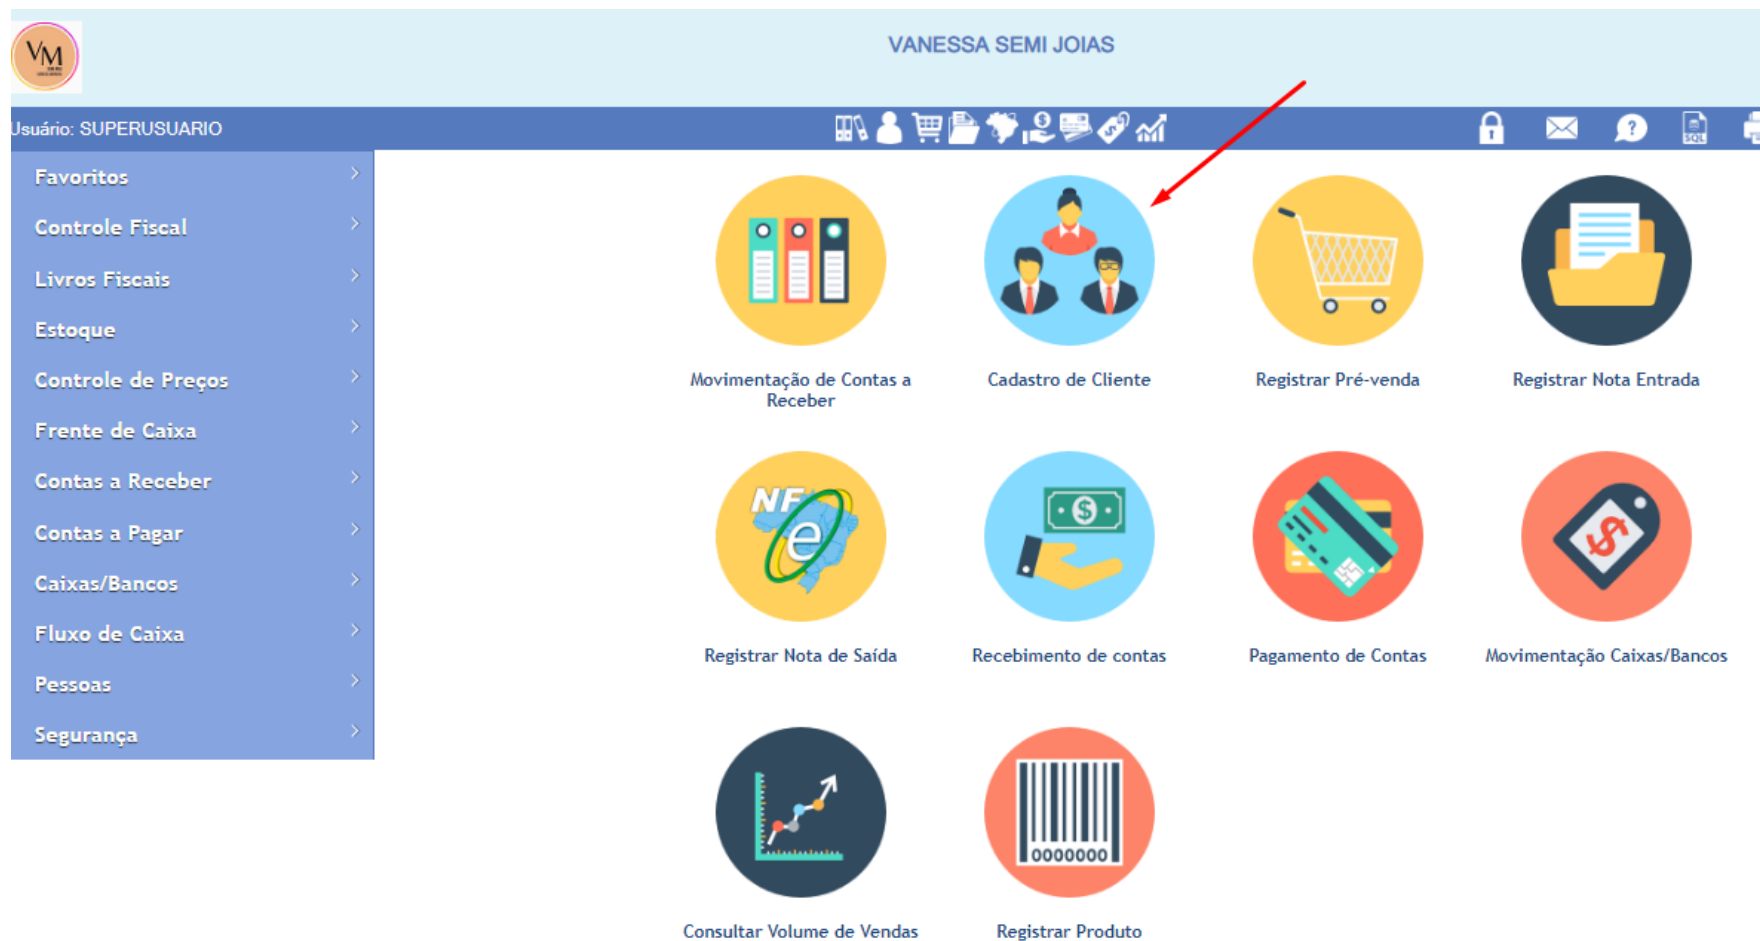 VM
VANESSA SEMI JOIAS
Usuário: SUPERUSUARIO
SQL
Favoritos
Controle Fiscal
Livros Fiscais
Estoque
Controle de Preços
Frente de Caixa
Contas a Receber
Contas a Pagar
Caixas/Bancos
Fluxo de Caixa
Pessoas
Segurança
Movimentação de Contas a
Receber
Cadastro de Cliente
Registrar Pré-venda
Registrar Nota Entrada
NF
e
Registrar Nota de Saída
Recebimento de contas
Pagamento de Contas
Movimentação Caixas/Bancos
0000000
Consultar Volume de Vendas
Registrar Produto